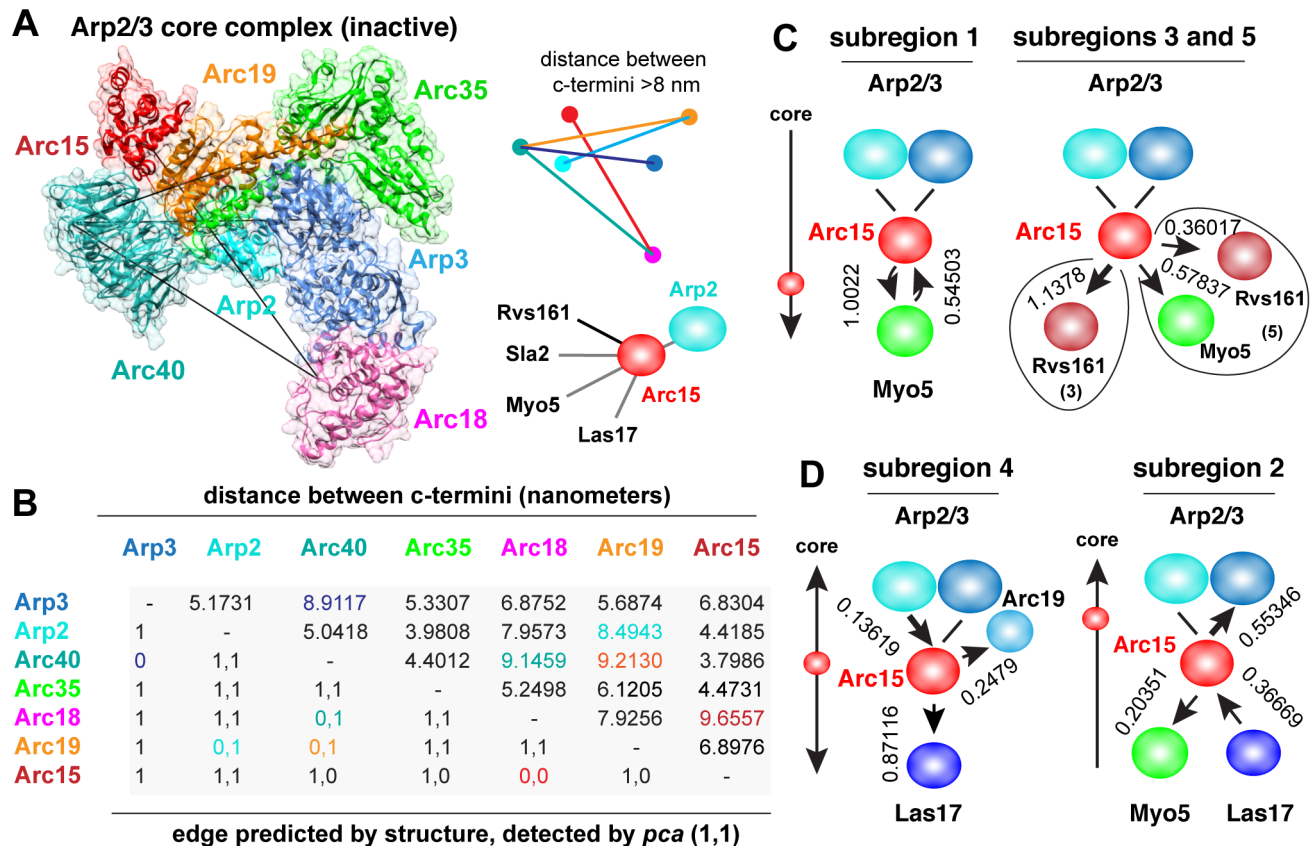 A
Arp2/3 core complex (inactive)
Arc19
Arc35
Arc15
Arp3
Arp2
Arc40
Arc18
distance between
c-termini >8 nm
Rvs161
Arp2
Sla2
Myo5
Arc15
Las17
B
distance between c-termini (nanometers)
Arp3 Arp2 Arc40 Arc35 Arc18 Arc19 Arc15
Arp3 - 5.1731 8.9117 5.3307 6.8752 5.6874 6.8304
Arp2 1 - 5.0418 3.9808 7.9573 8.4943 4.4185
Arc40 0 1,1 - 4.4012 9.1459 9.2130 3.7986
Arc35 1 1,1 1,1 - 5.2498 6.1205 4.4731
Arc18 1 1,1 0,1 1,1 - 7.9256 9.6557
Arc19 1 0,1 0,1 1,1 1,1 - 6.8976
Arc15 1 1,1 1,0 1,0 0,0 1,0 -
edge predicted by structure, detected by pca (1,1)
C
subregion 1
Arp2/3
core
Arc15
1.0022
0.54503
Myo5
subregions 3 and 5
Arp2/3
Arc15
0.36017
0.57837
1.1378
Rvs161
(3)
Myo5
Rvs161
(5)
D
subregion 4
Arp2/3
core
Arc19
0.13619
Arc15
0.2479
0.87116
Las17
subregion 2
Arp2/3
core
Arc15
0.55346
0.20351
0.36669
Myo5
Las17